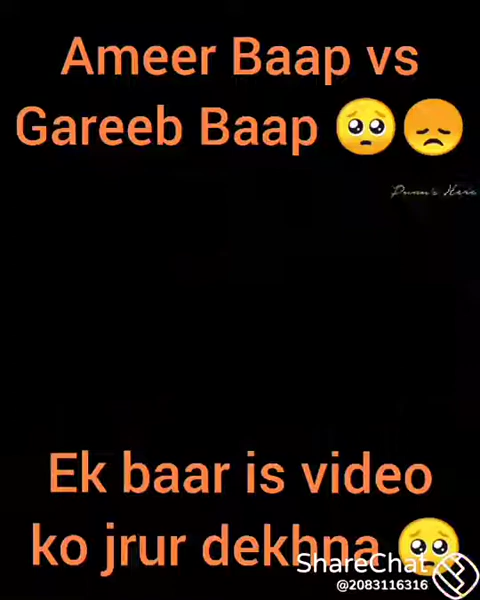 Ameer Baap vs
Gareeb Baap 🥺😞
Ek baar is video
ko jrur dekhna 🥺
ShareChat
@2083116316